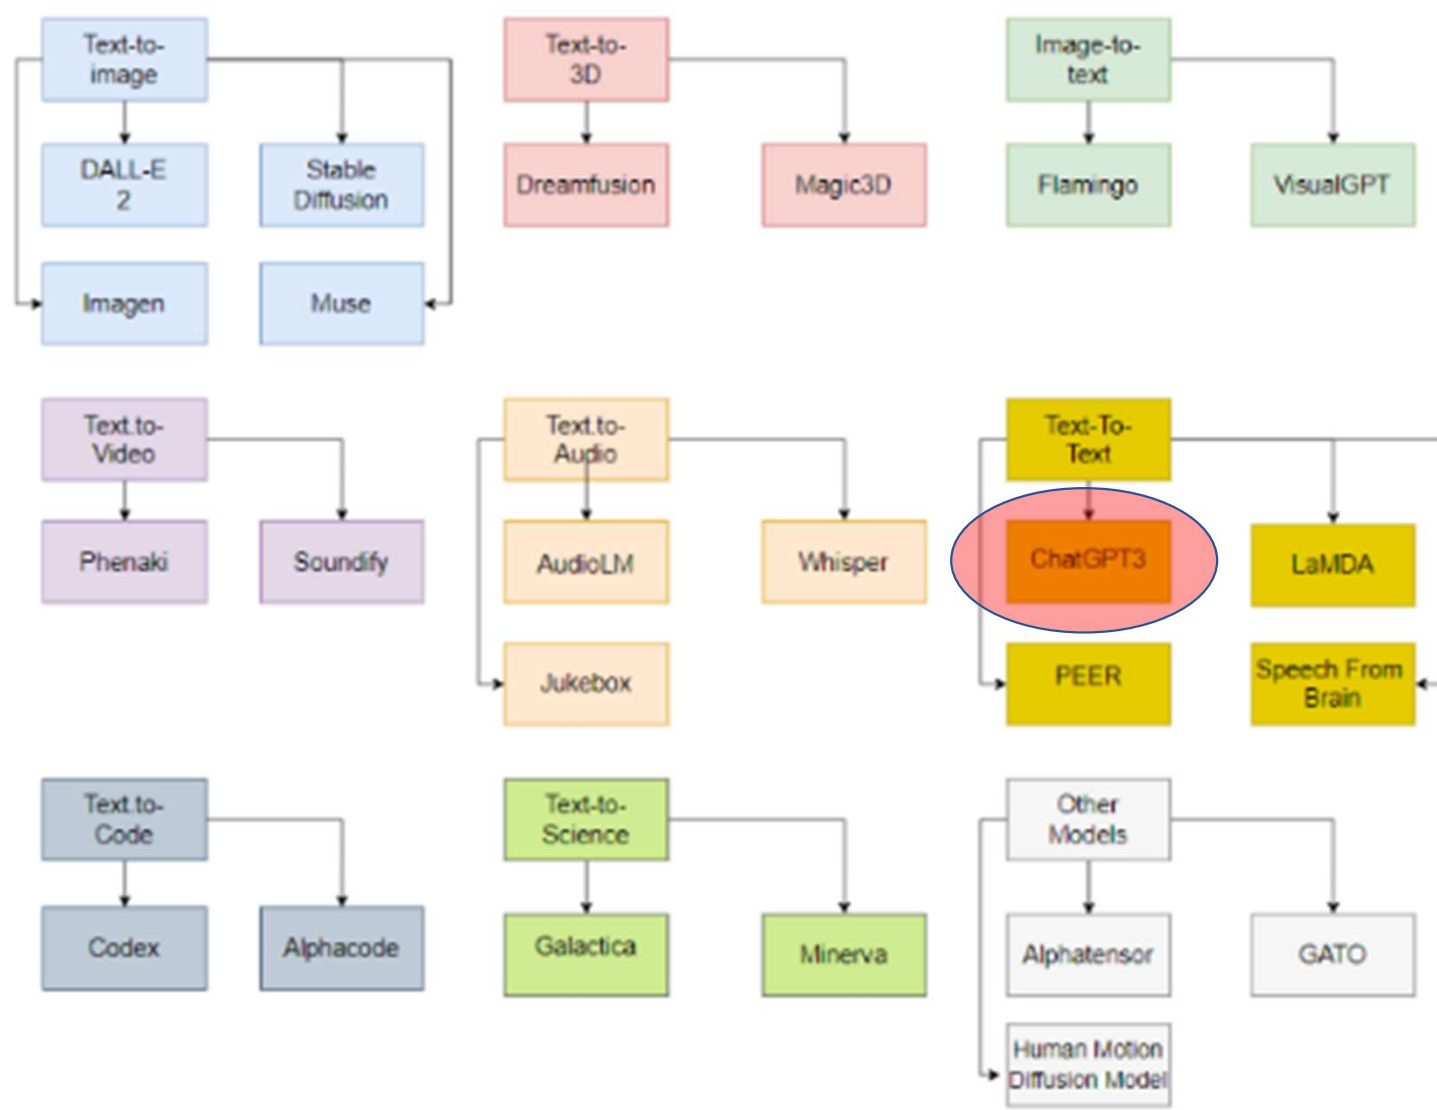 Text-to-
image
Text-to-
3D
Image-to-
text
DALL-E
2
Stable
Diffusion
Dreamfusion
Magic3D
Flamingo
VisualGPT
Imagen
Muse
Text.to-
Video
Text.to-
Audio
Text-To-
Text
Phenaki
Soundify
AudioLM
Whisper
ChatGPT3
LaMDA
Jukebox
PEER
Speech From
Brain
Text.to-
Code
Text-to-
Science
Other
Models
Codex
Alphacode
Galactica
Minerva
Alphatensor
GATO
Human Motion
Diffusion Model